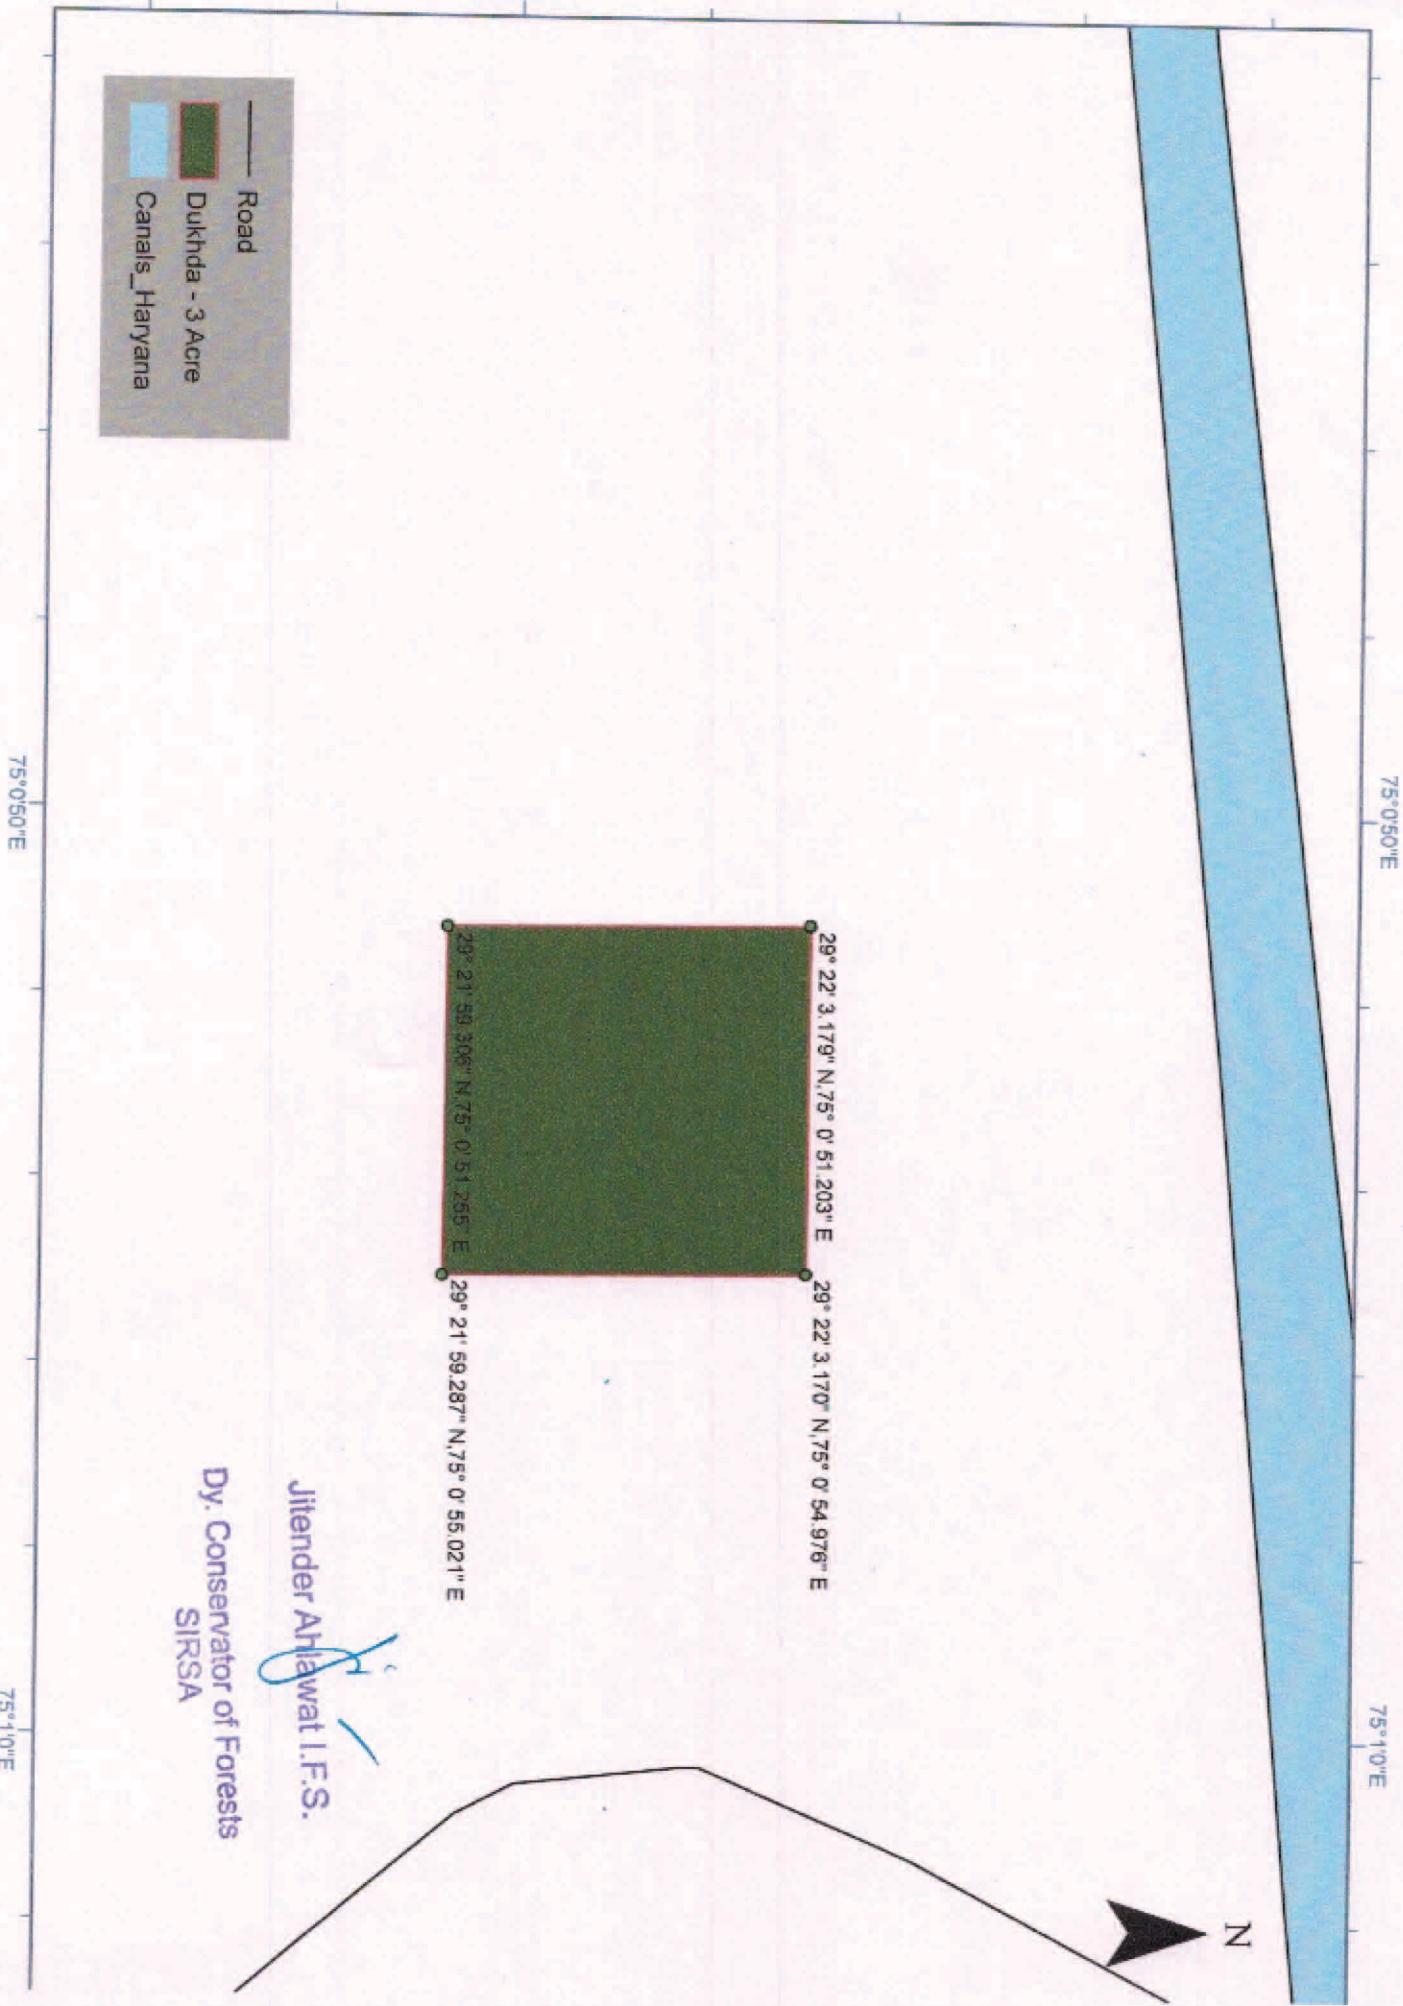 75°0'50"E
75°1'0"E
N
29° 22' 3.179" N,75° 0' 51.203" E
29° 22' 3.170" N,75° 0' 54.976" E
29° 21' 59.306" N,75° 0' 51.255" E
29° 21' 59.287" N,75° 0' 55.021" E
Road
Dukhda - 3 Acre
Canals_Haryana
Jitender Ahlawat I.F.S.
Dy. Conservator of Forests
SIRSA
75°0'50"E
75°1'0"E